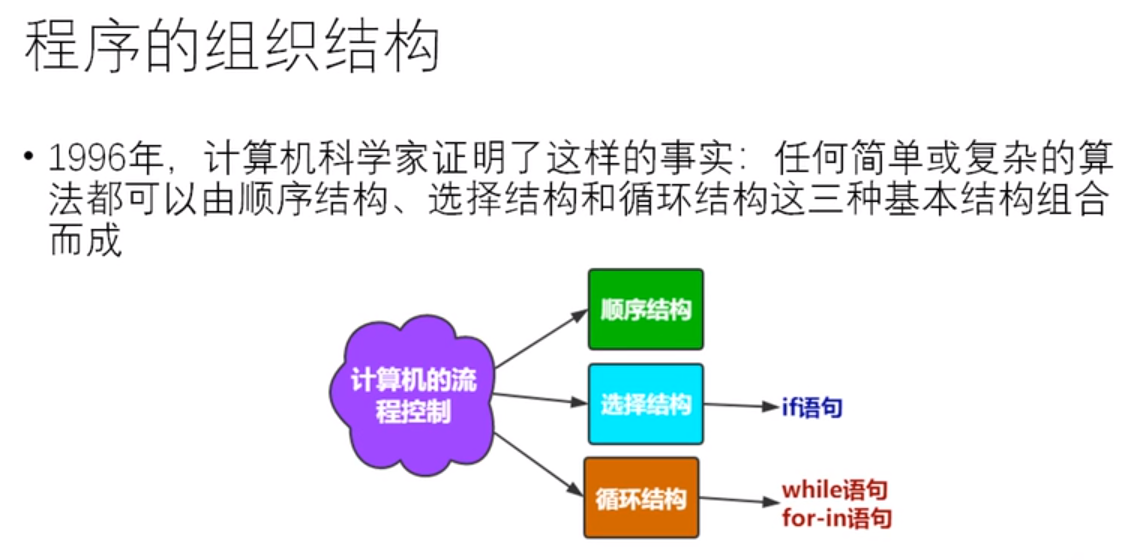 程序的组织结构
• 1996年，计算机科学家证明了这样的事实：任何简单或复杂的算
法都可以由顺序结构、选择结构和循环结构这三种基本结构组合
而成
顺序结构
计算机的流
程控制
选择结构
if语句
循环结构
while语句
for-in语句